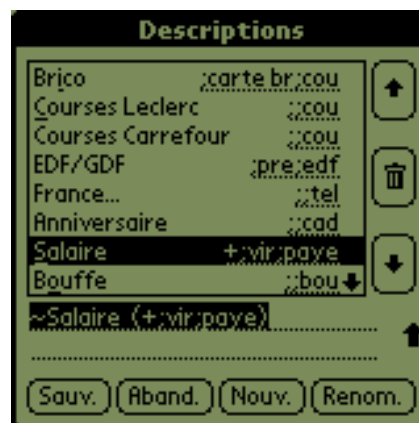 Descriptions
Brico ;carte br;cou
Courses Leclerc ;;cou
Courses Carrefour ;;cou
EDF/GDF ;pre;edf
France... ;;tel
Anniversaire ;;cad
Salaire +;vir;paye
Bouffe ;;bou
~Salaire (+;vir;paye)
Sauv. Aband. Nouv. Renom.